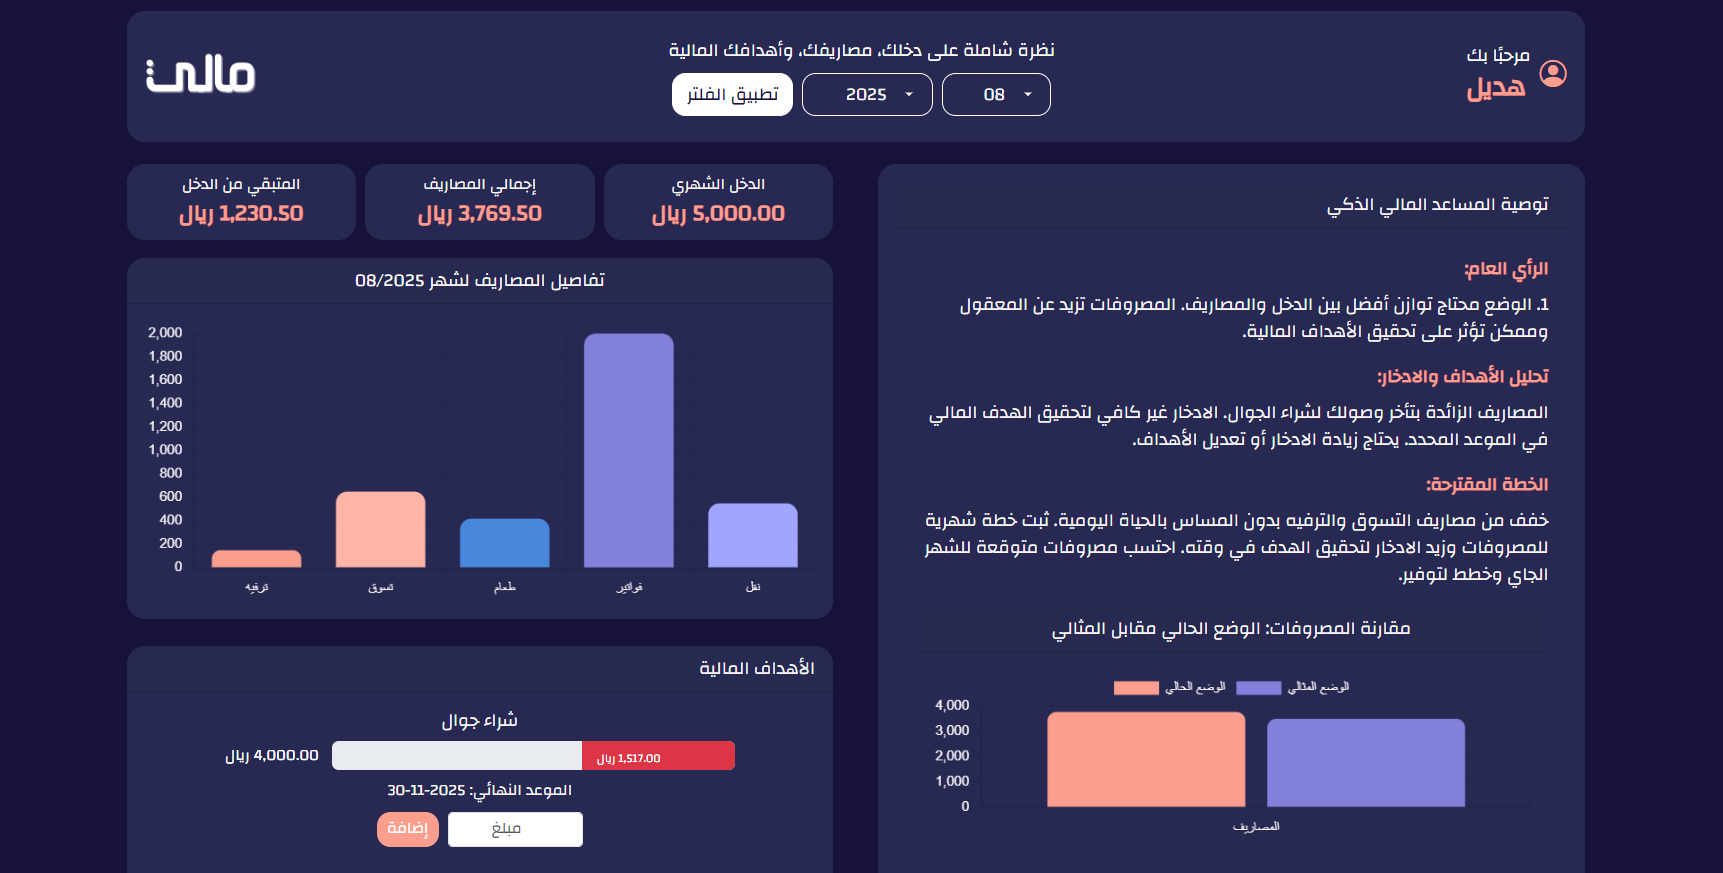 مرحبًا بك
هديل
نظرة شاملة على دخلك، مصاريفك، وأهدافك المالية
08
2025
تطبيق الفلتر
مالي
توصية المساعد المالي الذكي
الرأي العام:
1. الوضع محتاج توازن أفضل بين الدخل والمصاريف. المصروفات تزيد عن المعقول
وممكن تؤثر على تحقيق الأهداف المالية.
تحليل الأهداف والادخار:
المصاريف الزائدة بتأخر وصولك لشراء الجوال. الادخار غير كافي لتحقيق الهدف المالي
في الموعد المحدد. يحتاج زيادة الادخار أو تعديل الأهداف.
الخطة المقترحة:
خفف من مصاريف التسوق والترفيه بدون المساس بالحياة اليومية. ثبت خطة شهرية
للمصروفات وزيد الادخار لتحقيق الهدف في وقته. احتسب مصروفات متوقعة للشهر
الجاي وخطط لتوفير.
مقارنة المصروفات: الوضع الحالي مقابل المثالي
الوضع المثالي
الوضع الحالي
4,000
3,000
2,000
1,000
0
المصاريف
الدخل الشهري
5,000.00 ريال
إجمالي المصاريف
3,769.50 ريال
المتبقي من الدخل
1,230.50 ريال
تفاصيل المصاريف لشهر 08/2025
2,000
1,800
1,600
1,400
1,200
1,000
800
600
400
200
0
نقل
فواتير
طعام
تسوق
ترفيه
الأهداف المالية
شراء جوال
1,517.00 ريال
4,000.00 ريال
الموعد النهائي: 2025-11-30
مبلغ
إضافة